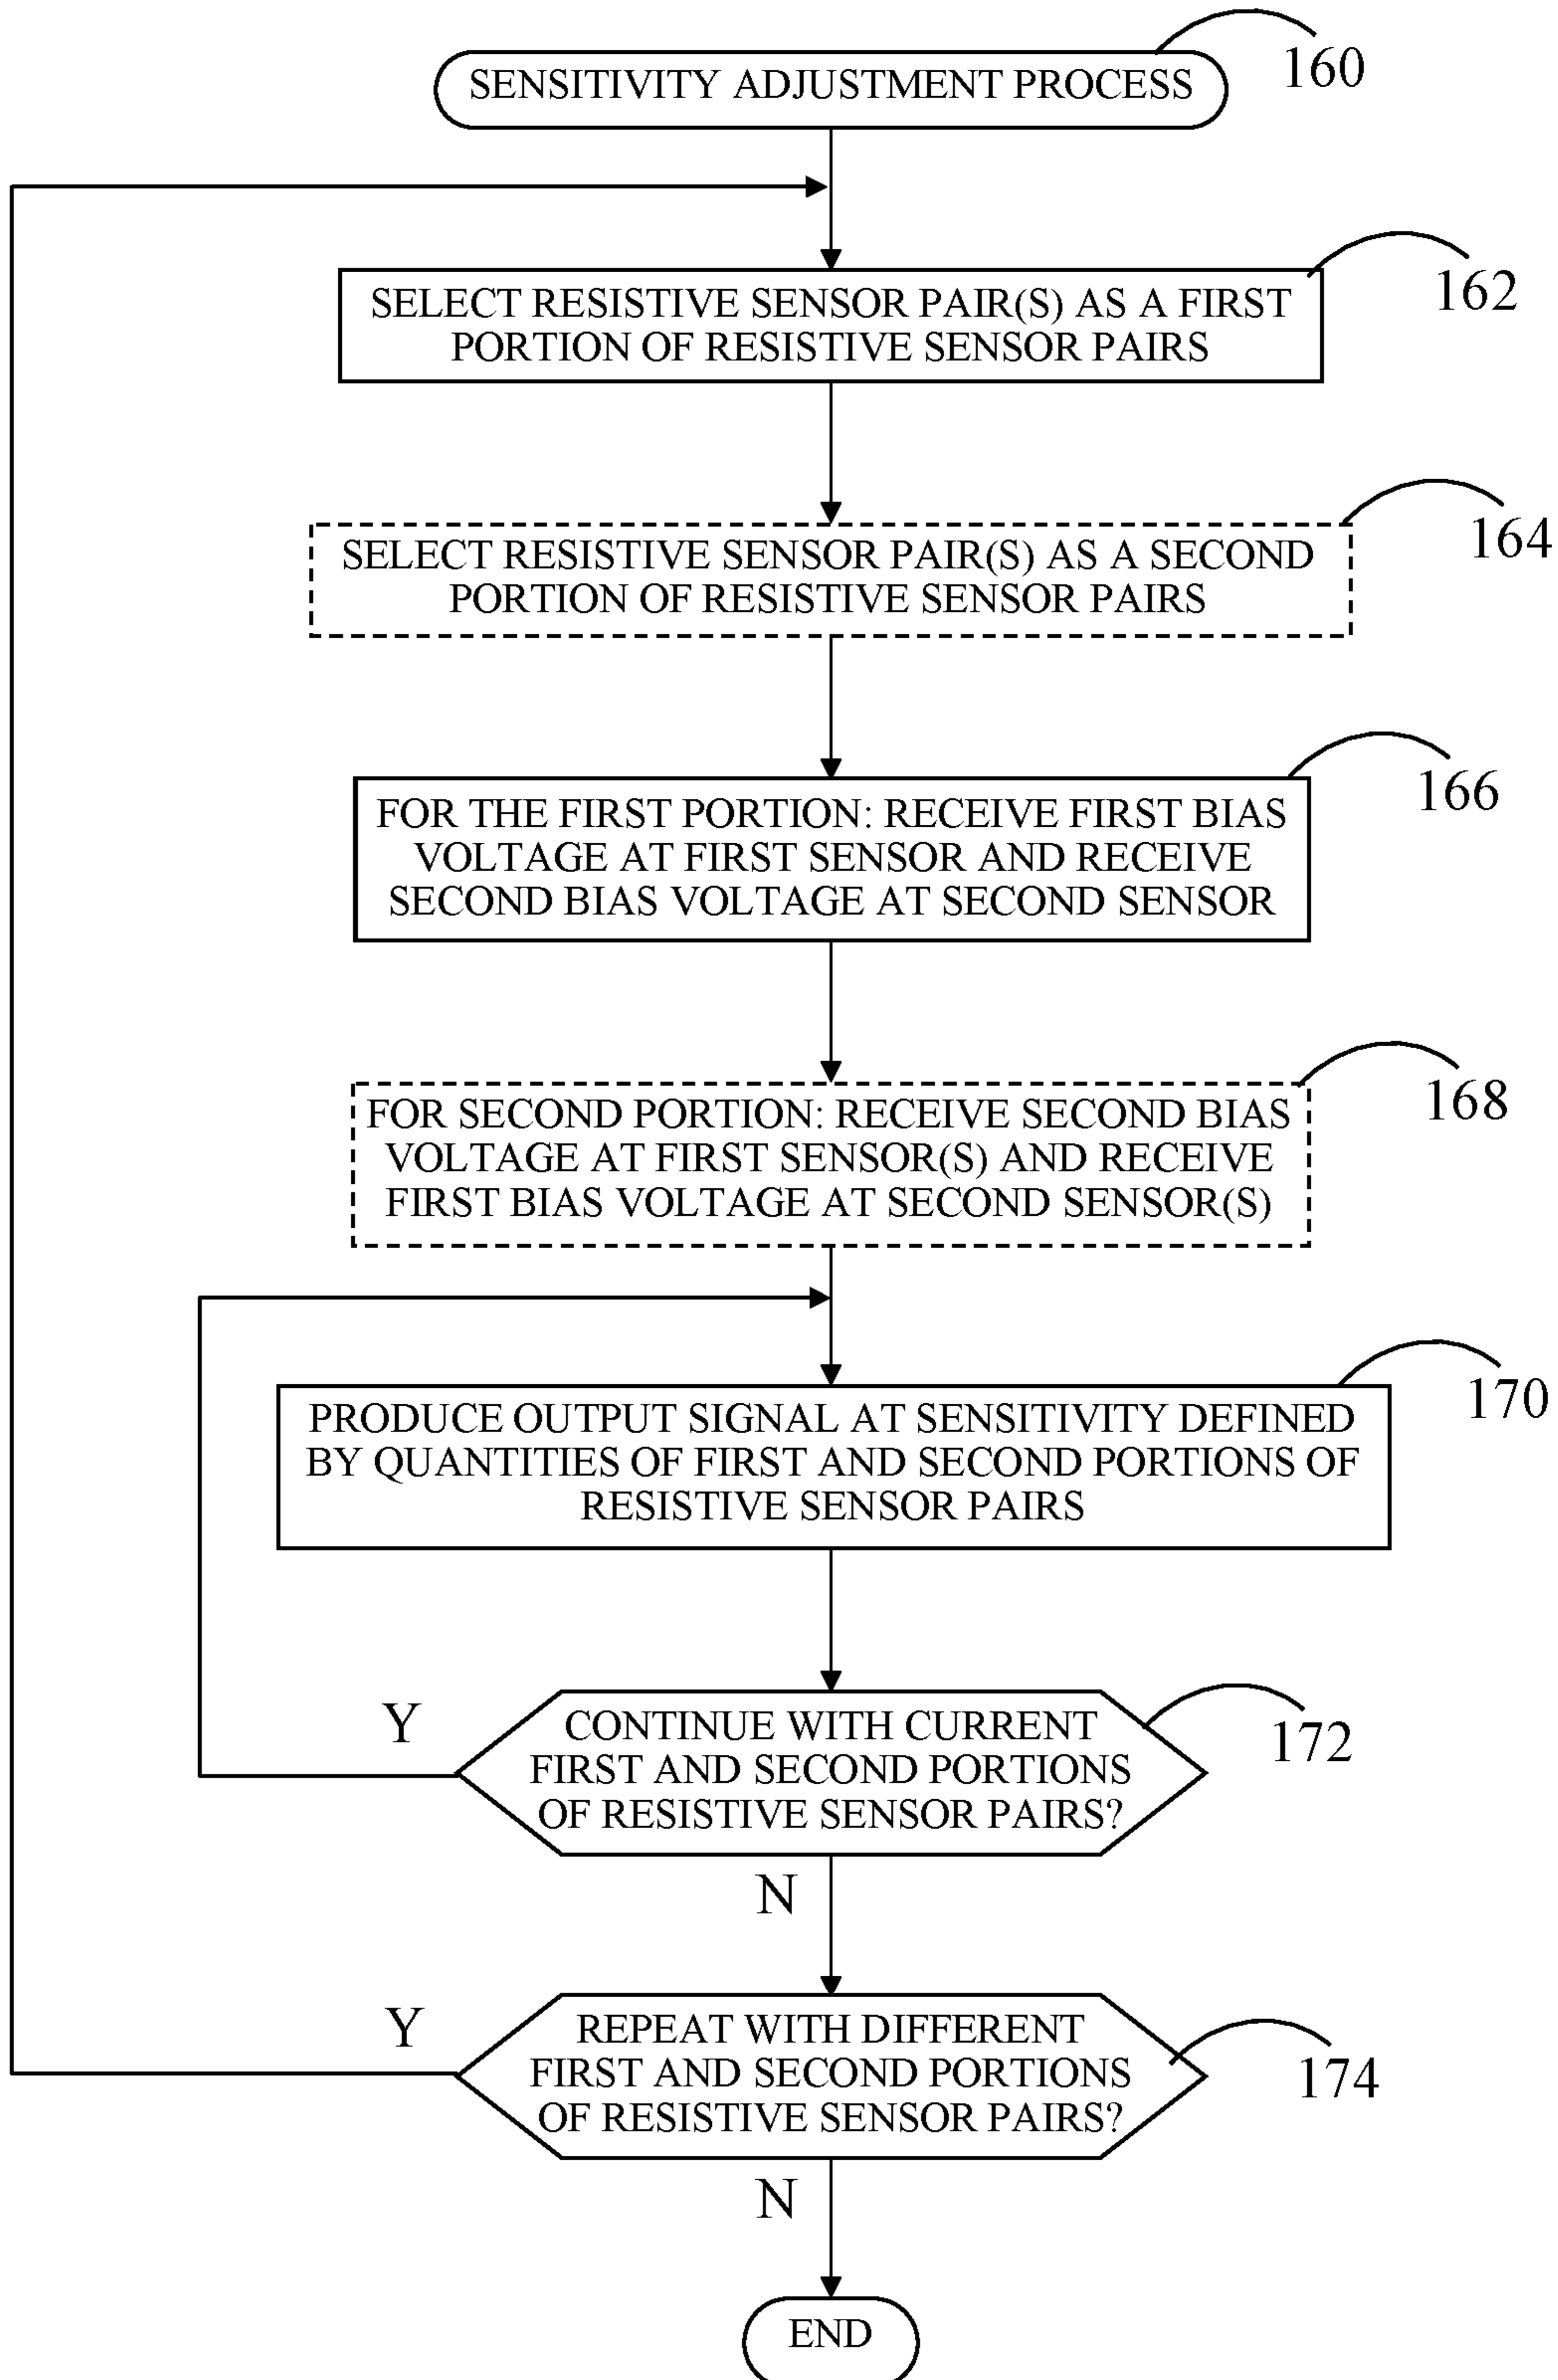 SENSITIVITY ADJUSTMENT PROCESS
160
SELECT RESISTIVE SENSOR PAIR(S) AS A FIRST
PORTION OF RESISTIVE SENSOR PAIRS
162
SELECT RESISTIVE SENSOR PAIR(S) AS A SECOND
PORTION OF RESISTIVE SENSOR PAIRS
164
FOR THE FIRST PORTION: RECEIVE FIRST BIAS
VOLTAGE AT FIRST SENSOR AND RECEIVE
SECOND BIAS VOLTAGE AT SECOND SENSOR
166
FOR SECOND PORTION: RECEIVE SECOND BIAS
VOLTAGE AT FIRST SENSOR(S) AND RECEIVE
FIRST BIAS VOLTAGE AT SECOND SENSOR(S)
168
PRODUCE OUTPUT SIGNAL AT SENSITIVITY DEFINED
BY QUANTITIES OF FIRST AND SECOND PORTIONS OF
RESISTIVE SENSOR PAIRS
170
Y
CONTINUE WITH CURRENT
FIRST AND SECOND PORTIONS
OF RESISTIVE SENSOR PAIRS?
172
N
Y
REPEAT WITH DIFFERENT
FIRST AND SECOND PORTIONS
OF RESISTIVE SENSOR PAIRS?
174
N
END